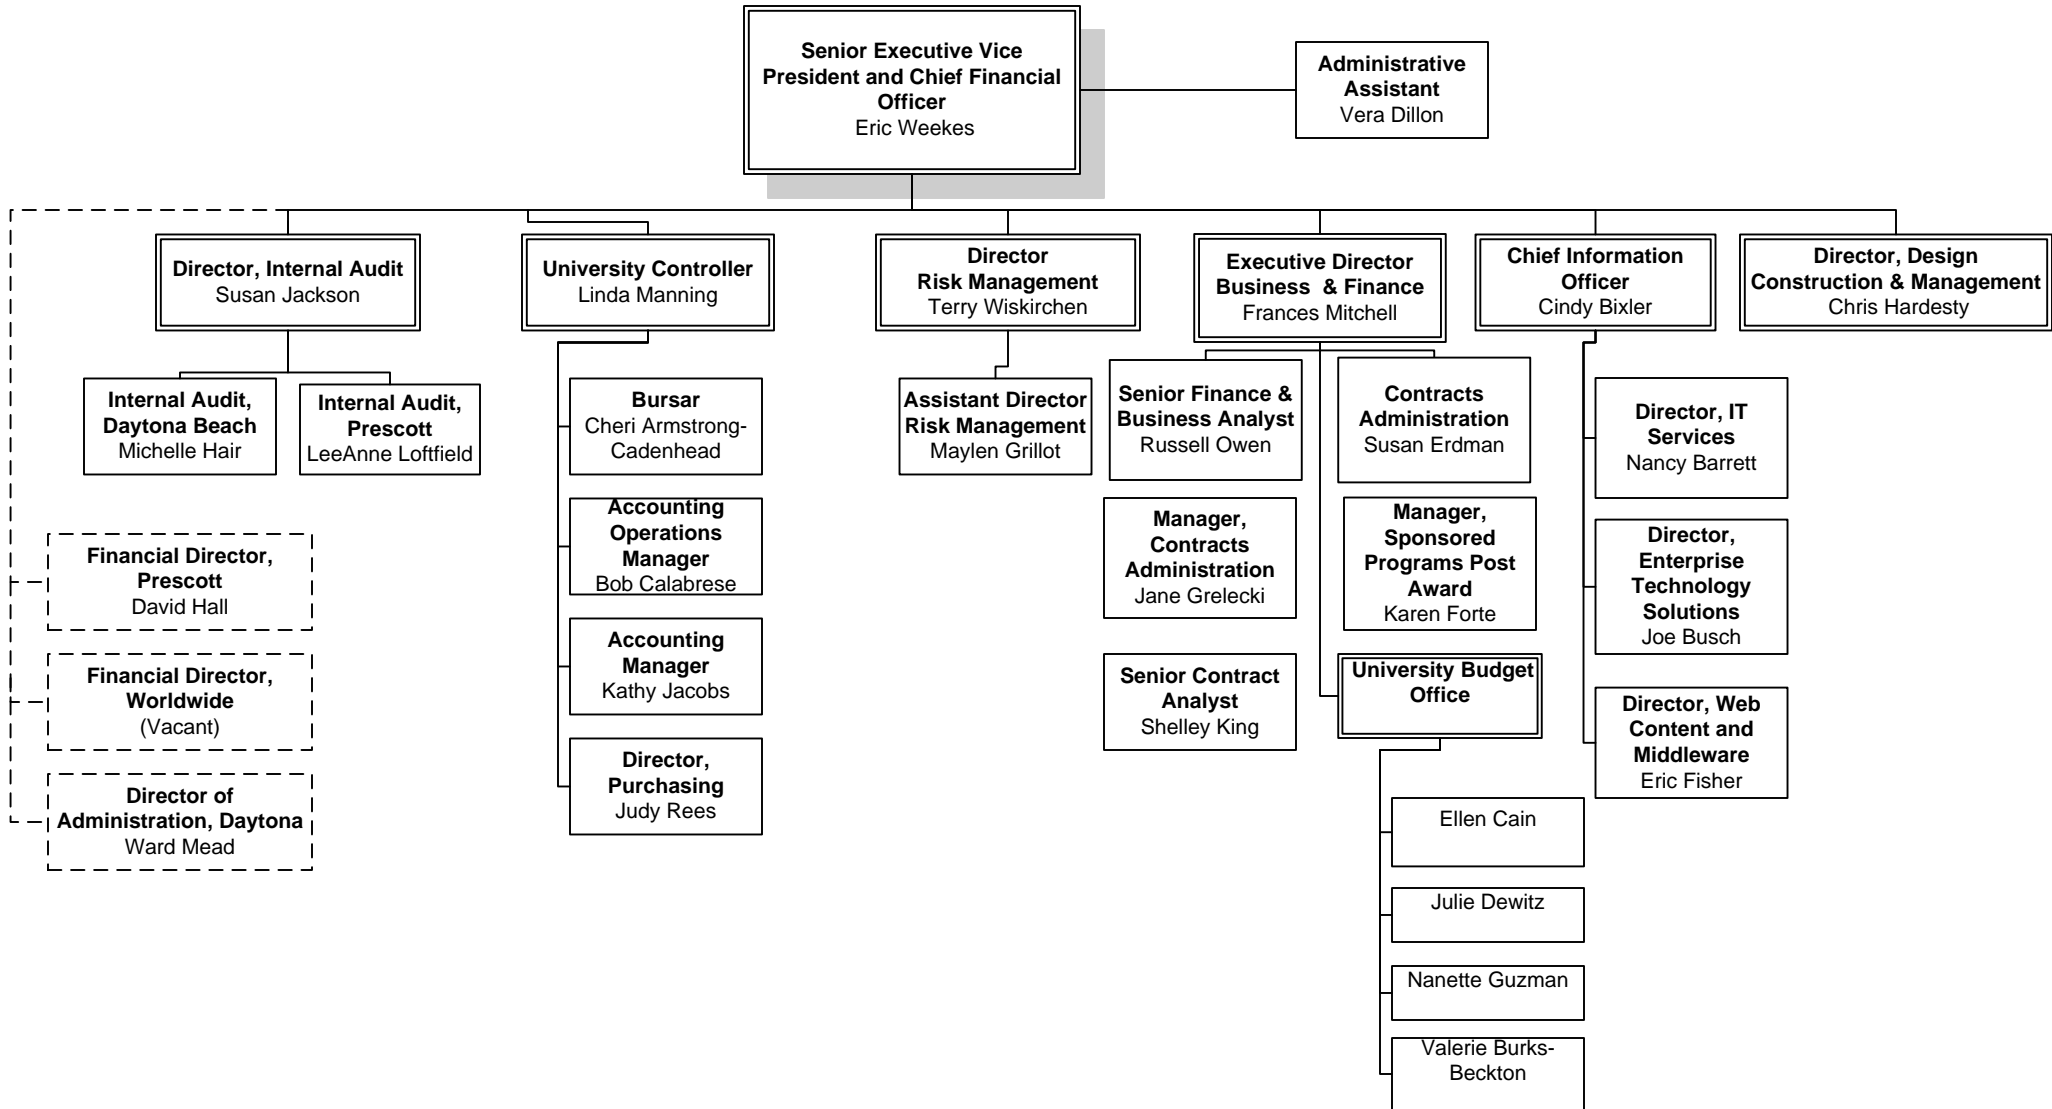 Senior Executive Vice
President and Chief Financial
Officer
Eric Weekes
Administrative
Assistant
Vera Dillon
Director, Internal Audit
Susan Jackson
University Controller
Linda Manning
Director
Risk Management
Terry Wiskirchen
Executive Director
Business & Finance
Frances Mitchell
Chief Information
Officer
Cindy Bixler
Director, Design
Construction & Management
Chris Hardesty
Internal Audit,
Daytona Beach
Michelle Hair
Internal Audit,
Prescott
LeeAnne Loftfield
Bursar
Cheri Armstrong-
Cadenhead
Assistant Director
Risk Management
Maylen Grillot
Senior Finance &
Business Analyst
Russell Owen
Contracts
Administration
Susan Erdman
Director, IT
Services
Nancy Barrett
Financial Director,
Prescott
David Hall
Accounting
Operations
Manager
Bob Calabrese
Manager,
Contracts
Administration
Jane Grelecki
Manager,
Sponsored
Programs Post
Award
Karen Forte
Director,
Enterprise
Technology
Solutions
Joe Busch
Financial Director,
Worldwide
(Vacant)
Accounting
Manager
Kathy Jacobs
Senior Contract
Analyst
Shelley King
University Budget
Office
Director, Web
Content and
Middleware
Eric Fisher
Director of
Administration, Daytona
Ward Mead
Director,
Purchasing
Judy Rees
Ellen Cain
Julie Dewitz
Nanette Guzman
Valerie Burks-
Beckton